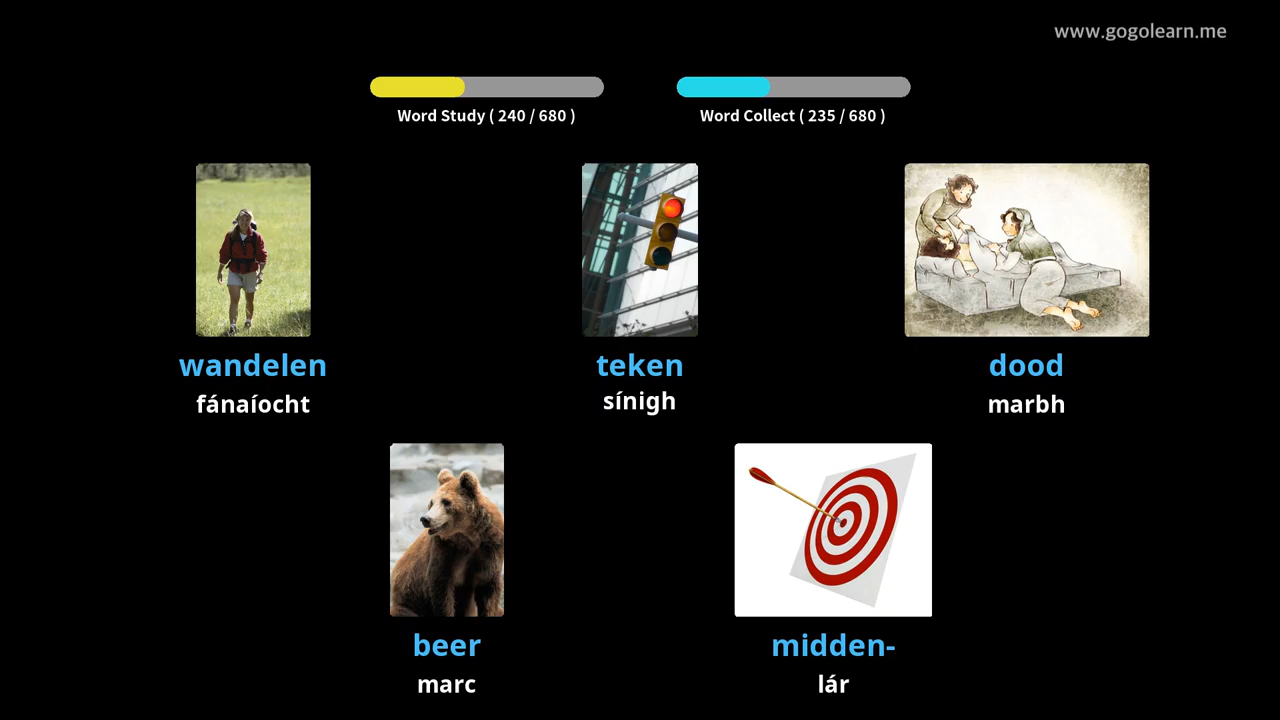 www.gogolearn.me
Word Study ( 240 / 680 )
Word Collect ( 235 / 680 )
wandelen
fánaíocht
teken
sínigh
dood
marbh
beer
marc
midden-
lár